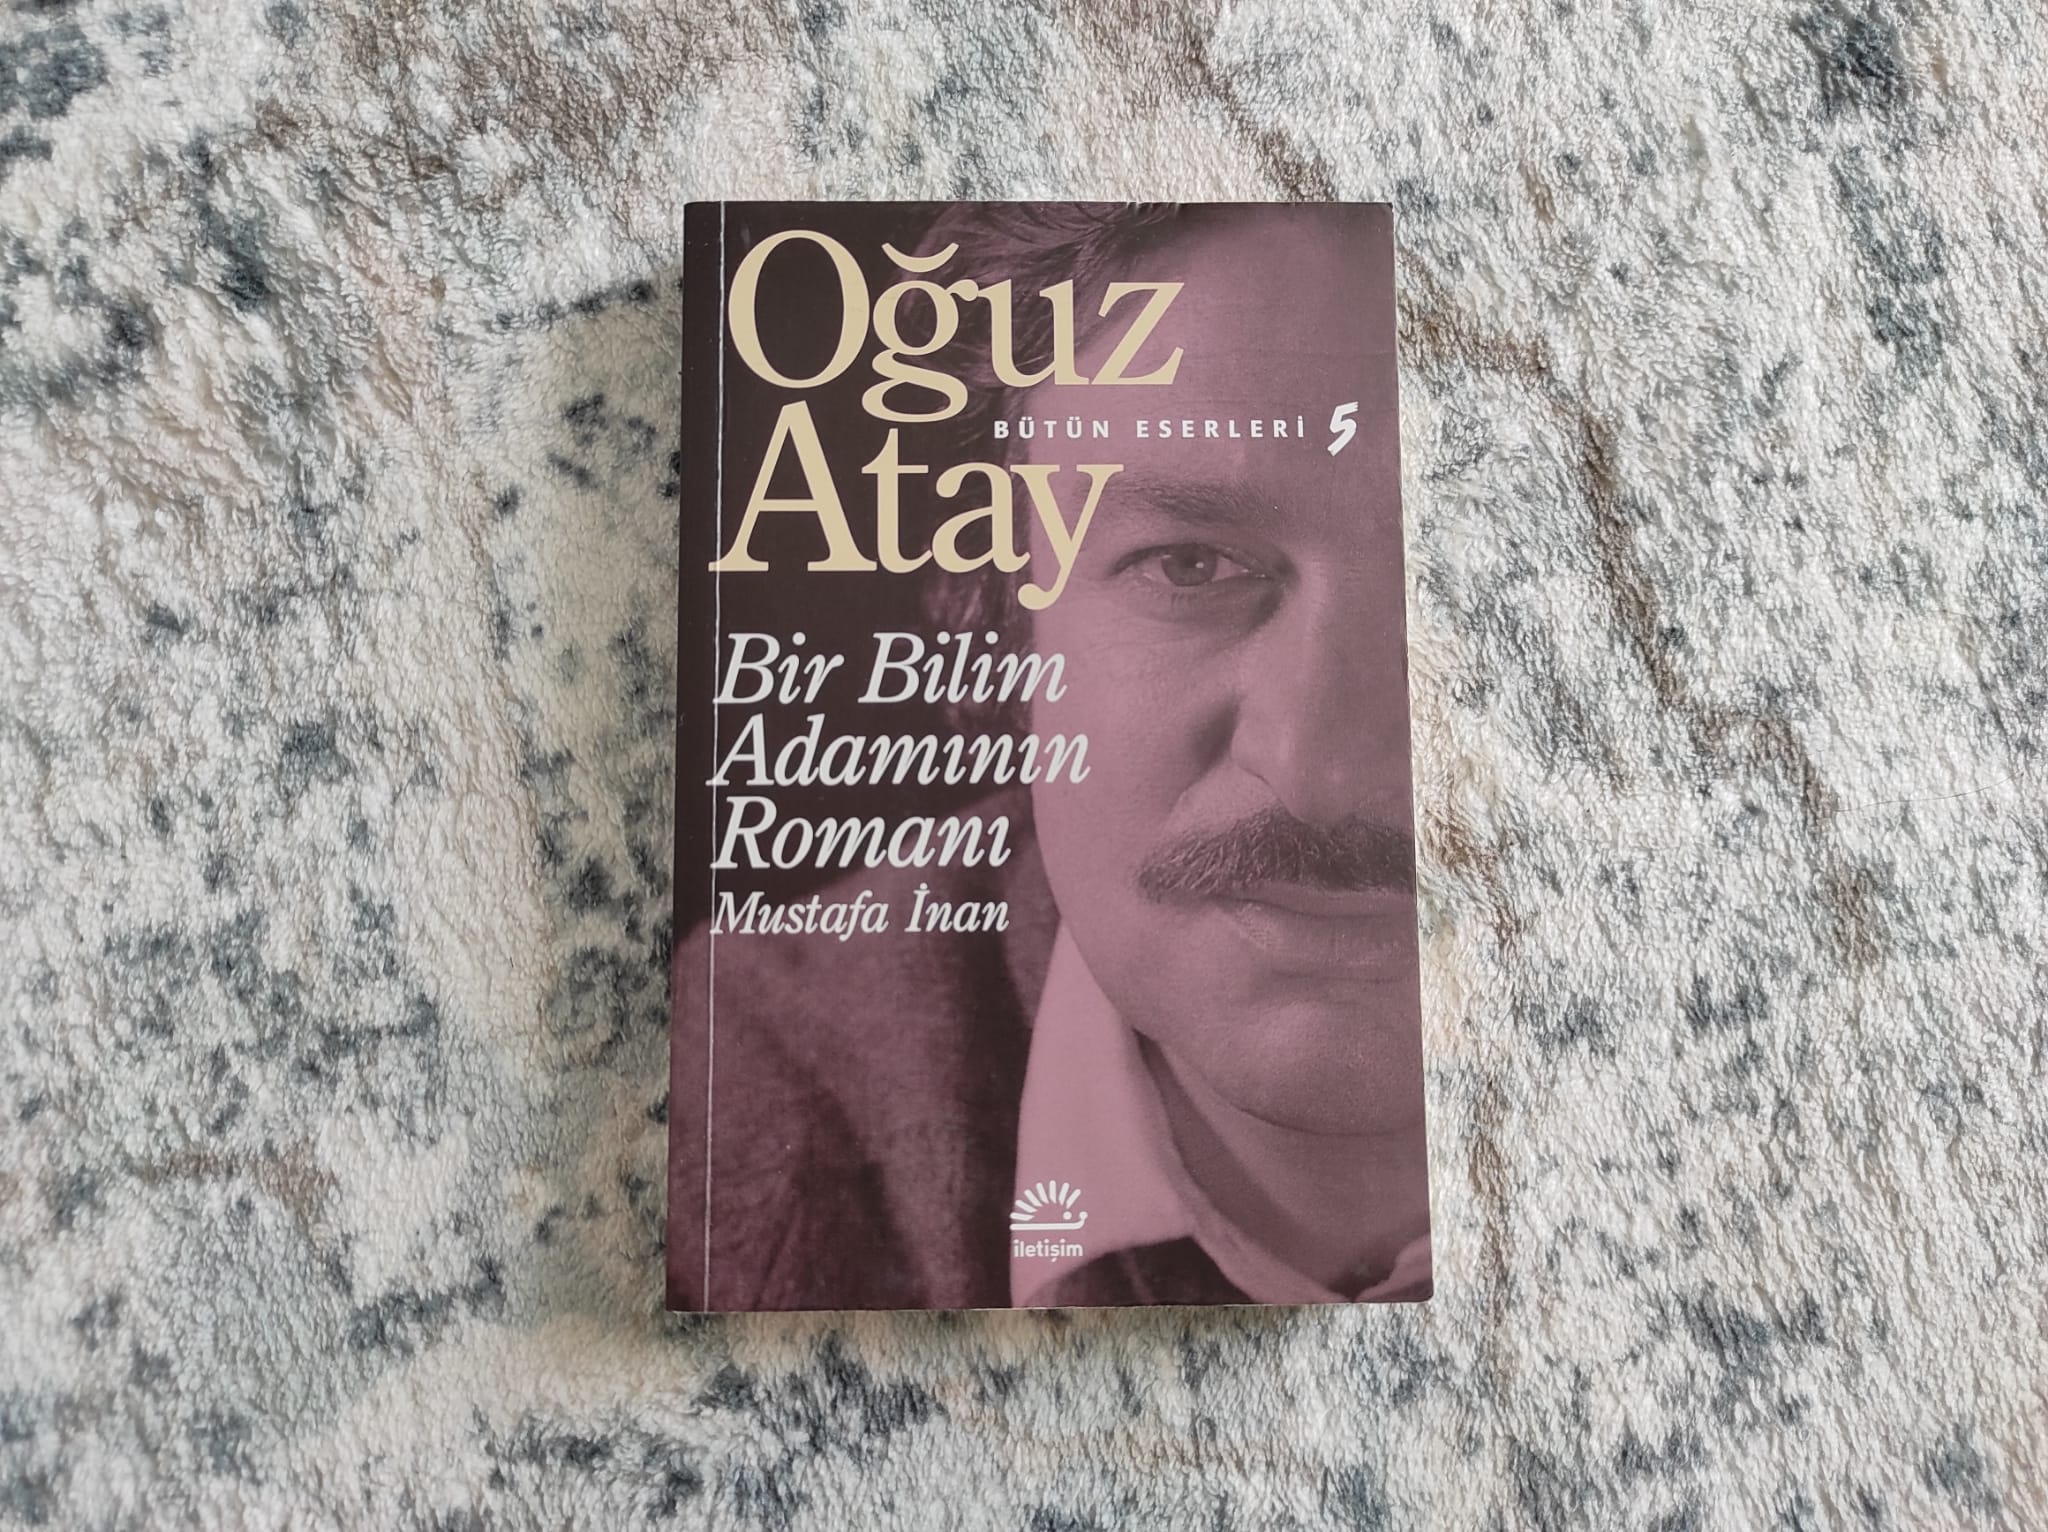 Oğuz
BÜTÜN ESERLERİ 5
Atay
Bir Bilim
Adamının
Romanı
Mustafa İnan
iletişim